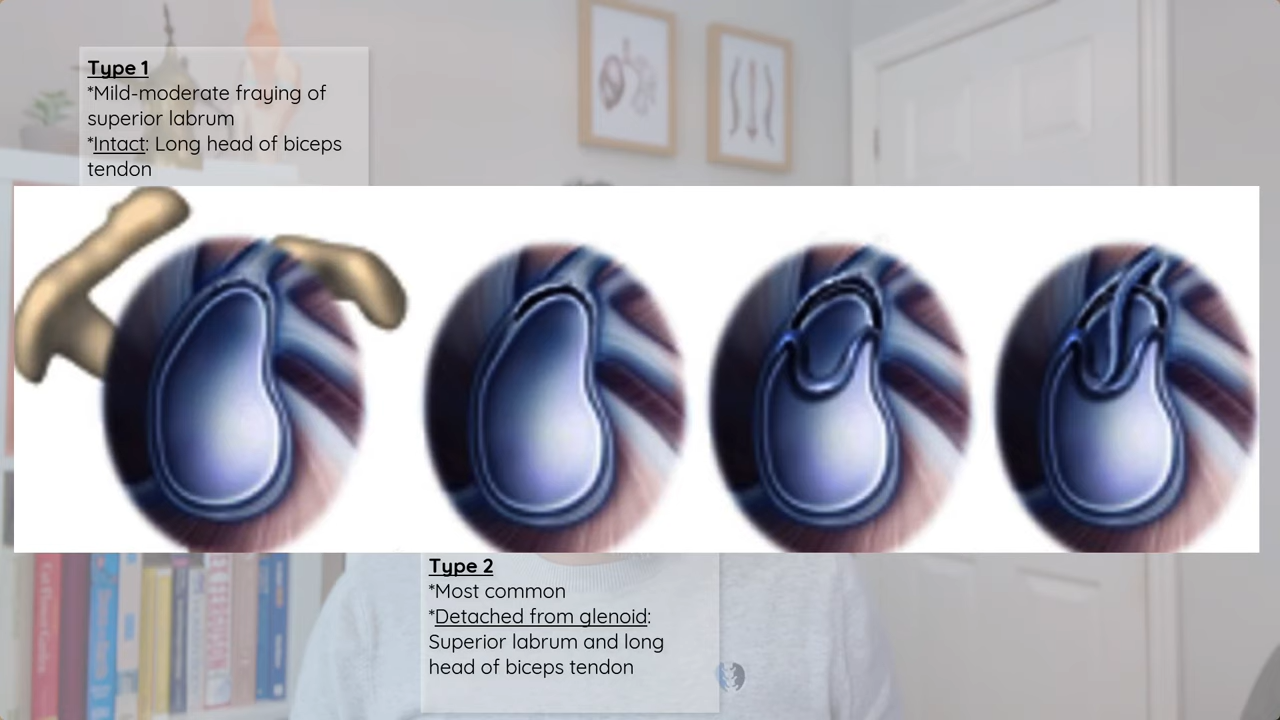 Type 1
*Mild-moderate fraying of
superior labrum
*Intact: Long head of biceps
tendon
Type 2
*Most common
*Detached from glenoid:
Superior labrum and long
head of biceps tendon